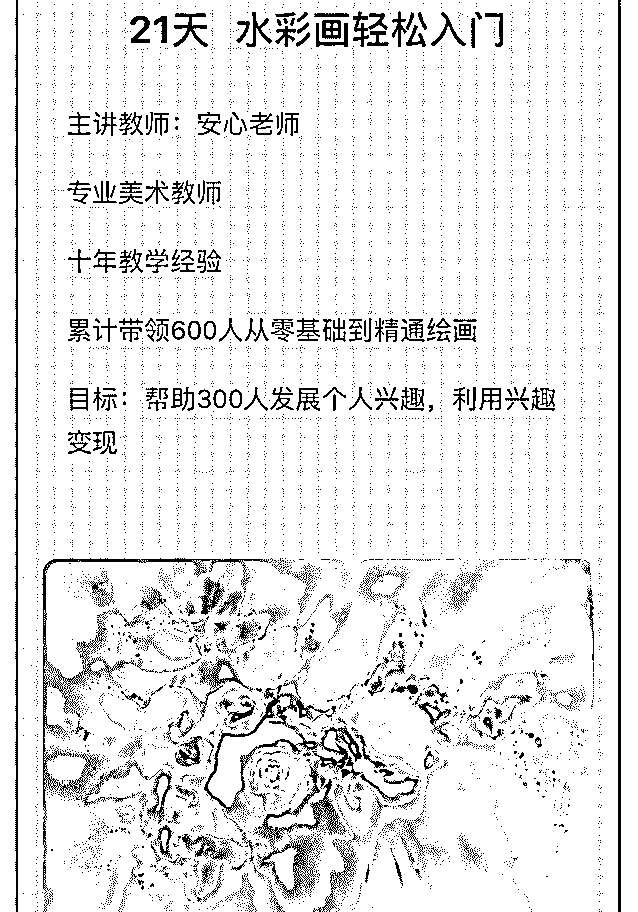 21天 水彩画轻松入门
主讲教师：安心老师
专业美术教师
十年教学经验
累计带领600人从零基础到精通绘画
目标：帮助300人发展个人兴趣，利用兴趣
变现